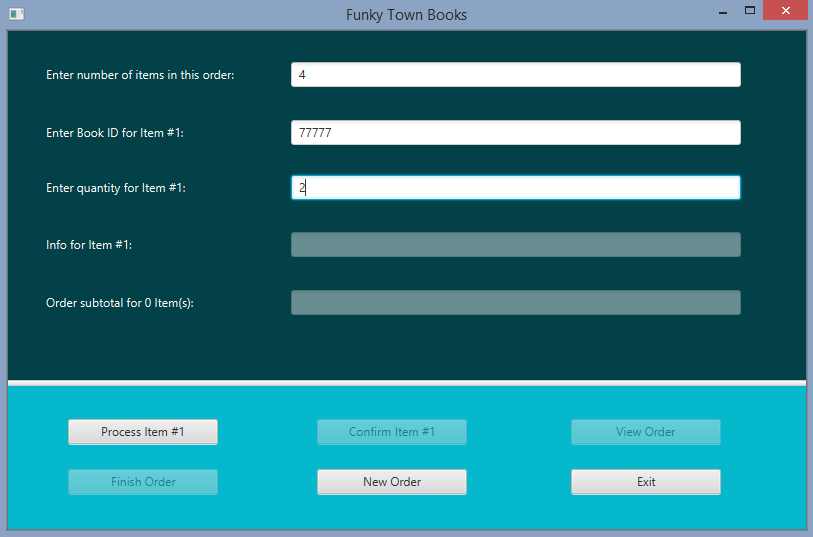 Funky Town Books
Enter number of items in this order: 4
Enter Book ID for Item #1: 77777
Enter quantity for Item #1: 2
Info for Item #1:
Order subtotal for 0 Item(s):
Process Item #1 Confirm Item #1 View Order
Finish Order New Order Exit